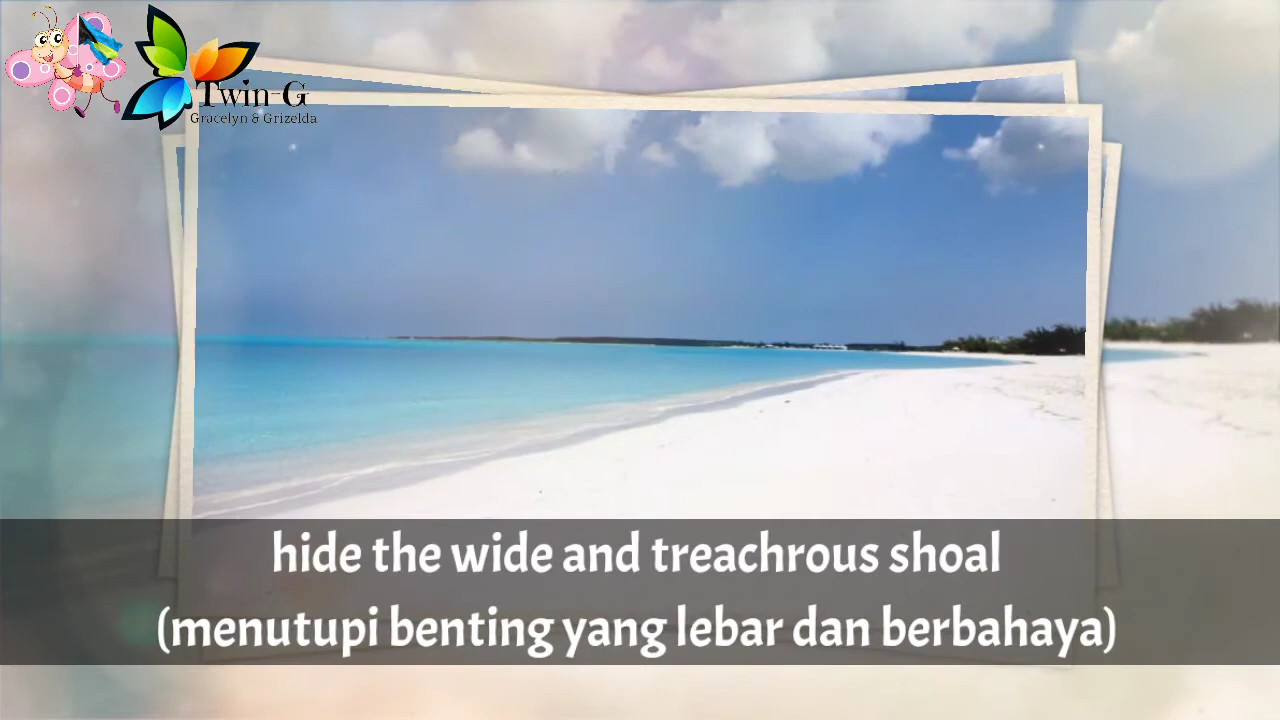 Twin-G
Gracelyn & Grizelda
hide the wide and treachrous shoal
(menutupi benting yang lebar dan berbahaya)